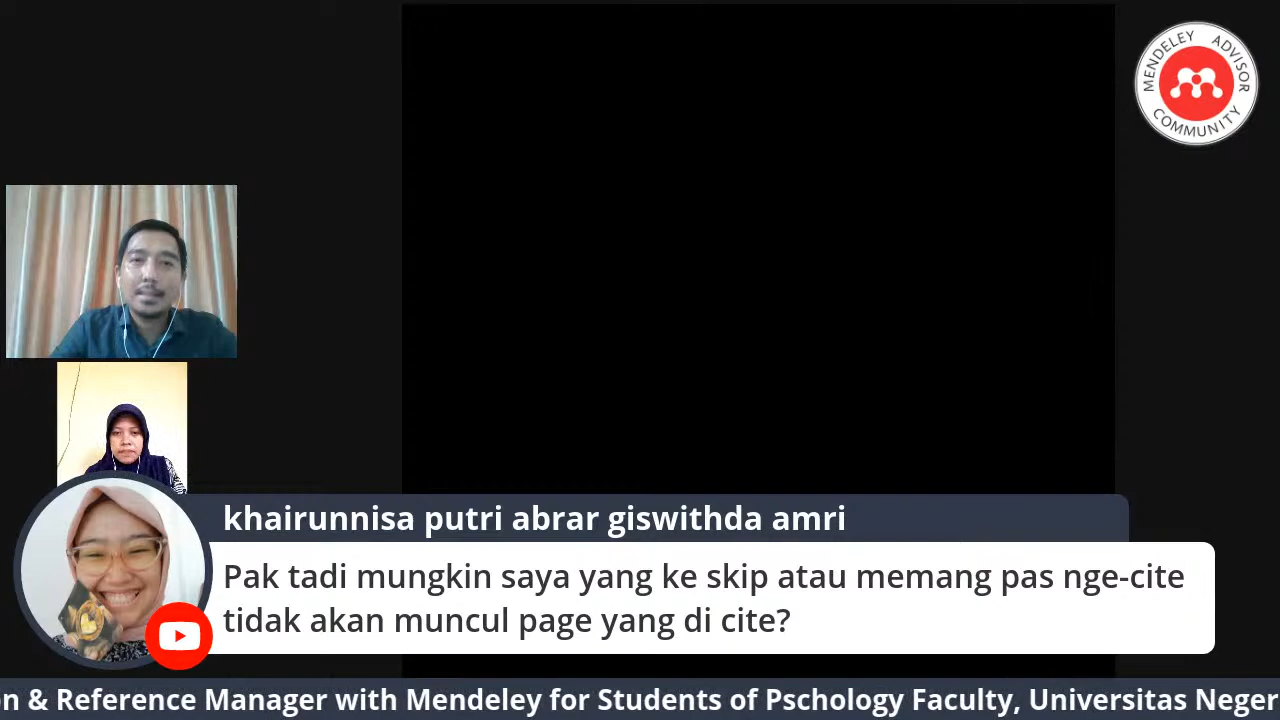 MENDELEY ADVISOR
COMMUNITY
khairunnisa putri abrar giswithda amri
Pak tadi mungkin saya yang ke skip atau memang pas nge-cite
tidak akan muncul page yang di cite?
& Reference Manager with Mendeley for Students of Pschology Faculty, Universitas